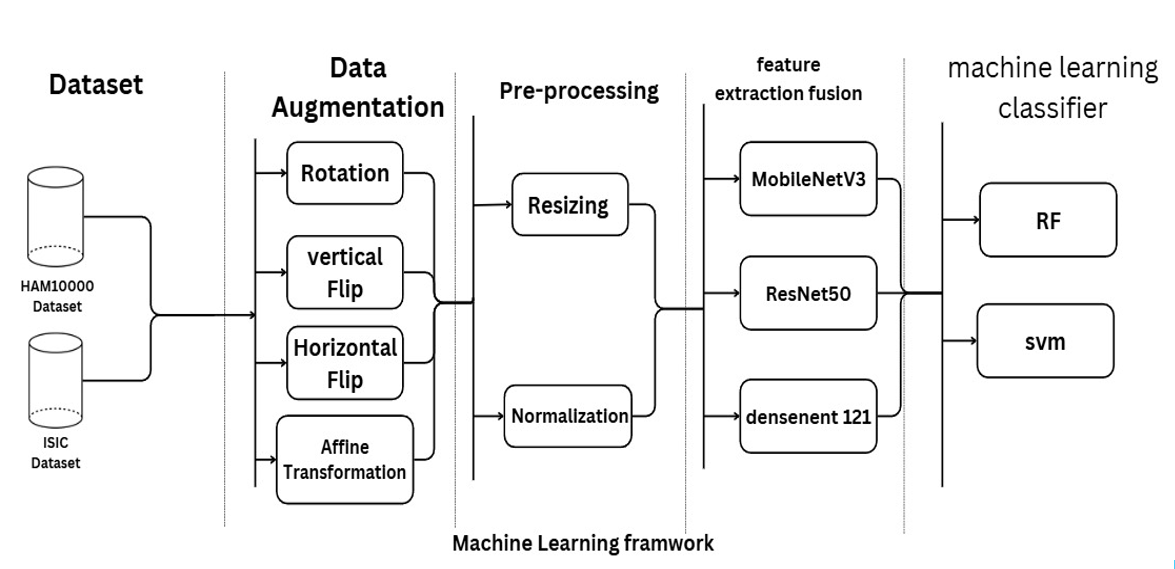 Dataset
HAM10000
Dataset
ISIC
Dataset
Data
Augmentation
Rotation
vertical
Flip
Horizontal
Flip
Affine
Transformation
Pre-processing
Resizing
Normalization
feature
extraction fusion
MobileNetV3
ResNet50
densenent 121
machine learning
classifier
RF
svm
Machine Learning framwork